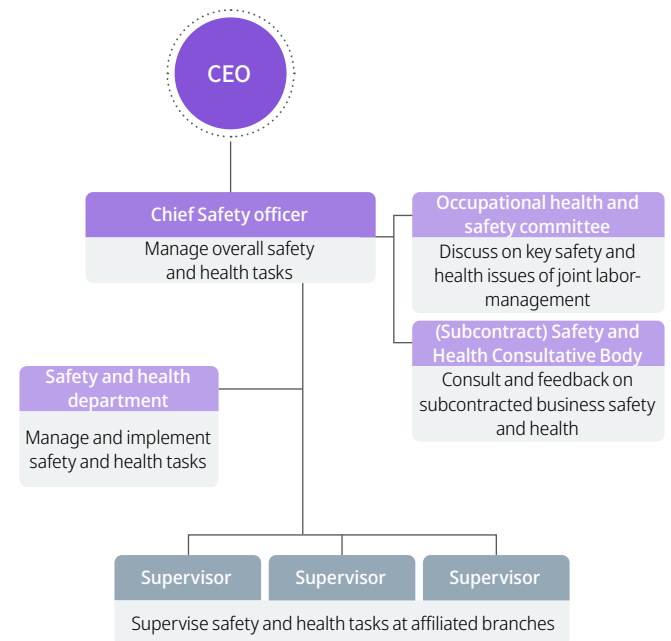 CEO
Chief Safety officer
Manage overall safety
and health tasks
Occupational health and
safety committee
Discuss on key safety and
health issues of joint labor-
management
(Subcontract) Safety and
Health Consultative Body
Consult and feedback on
subcontracted business safety
and health
Safety and health
department
Manage and implement
safety and health tasks
Supervisor
Supervisor
Supervisor
Supervise safety and health tasks at affiliated branches